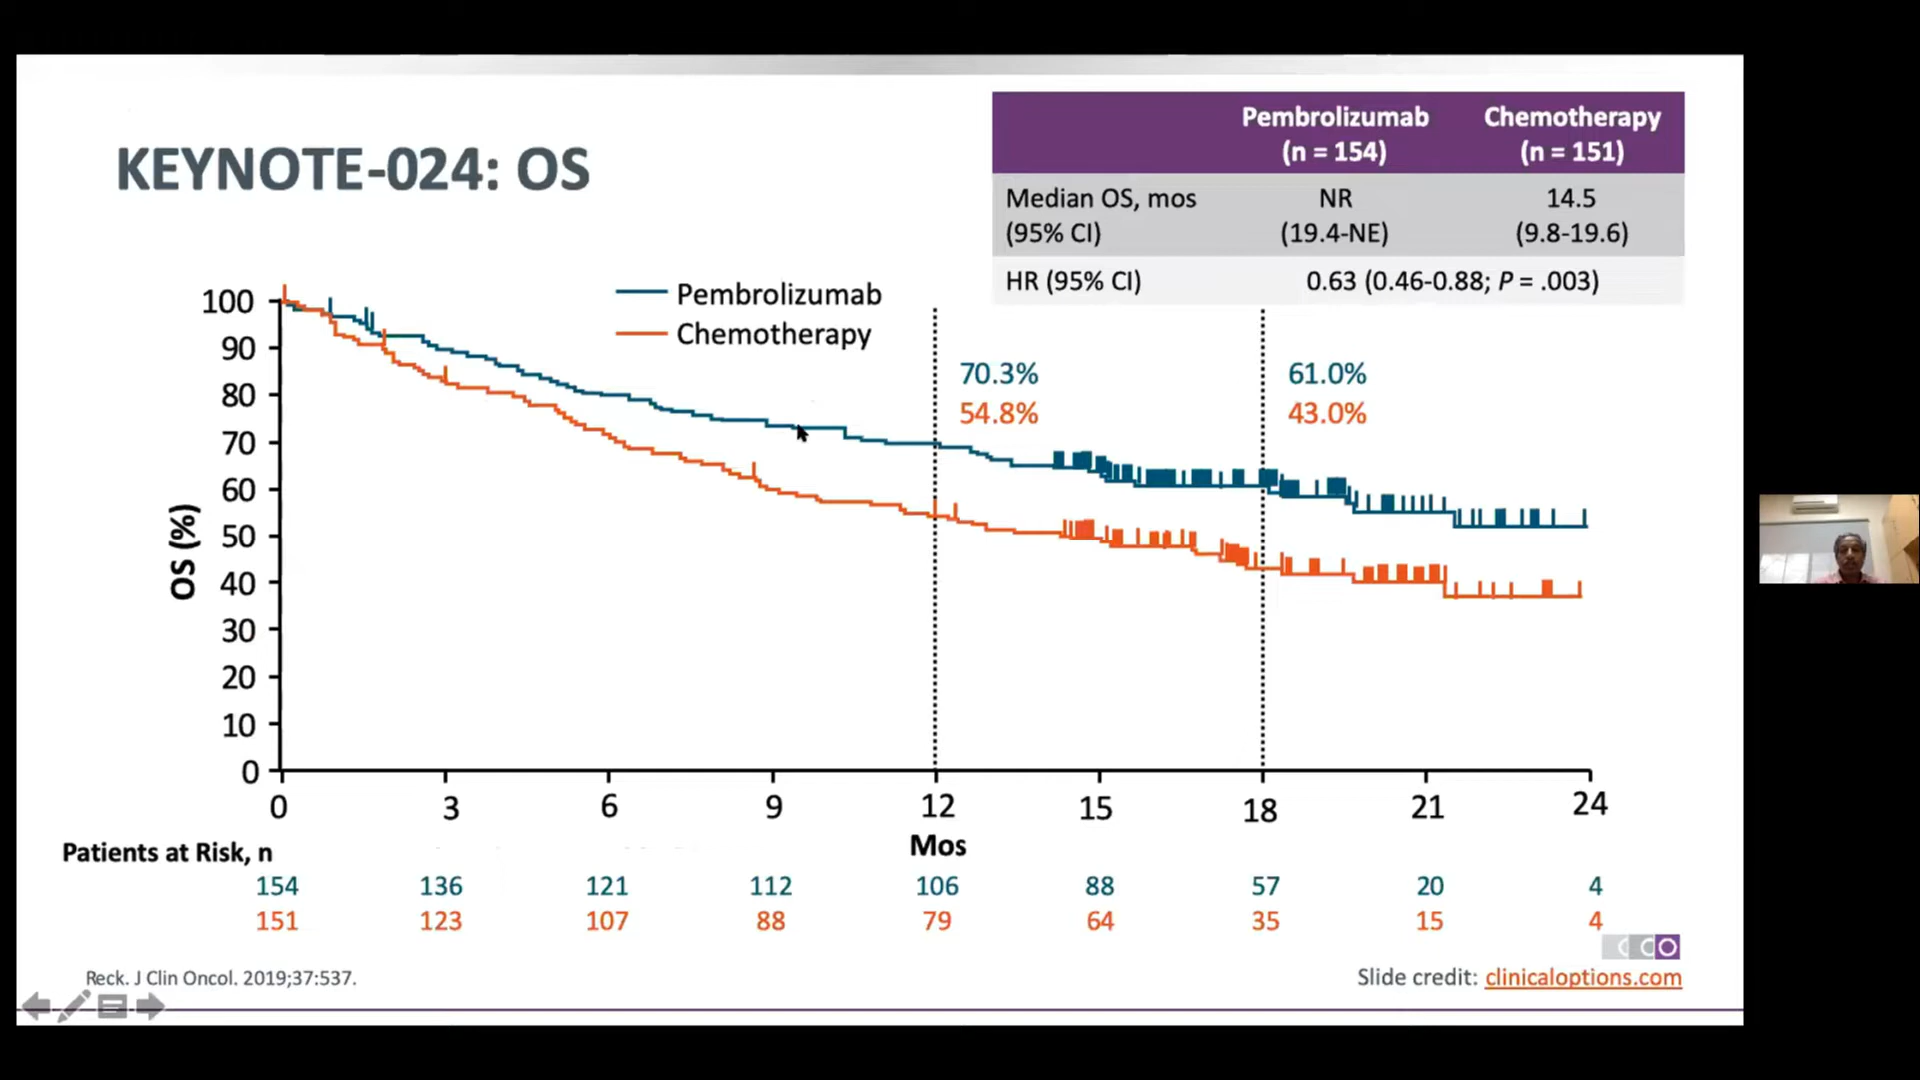 KEYNOTE-024: OS
Pembrolizumab Chemotherapy
(n = 154) (n = 151)
Median OS, mos NR 14.5
(95% CI) (19.4-NE) (9.8-19.6)
HR (95% CI) 0.63 (0.46-0.88; P = .003)
Pembrolizumab
Chemotherapy
70.3%
54.8%
61.0%
43.0%
OS (%)
100
90
80
70
60
50
40
30
20
10
0
0 3 6 9 12 15 18 21 24
Mos
Patients at Risk, n
154 136 121 112 106 88 57 20 4
151 123 107 88 79 64 35 15 4
CCO
Reck. J Clin Oncol. 2019;37:537.
Slide credit: clinicaloptions.com